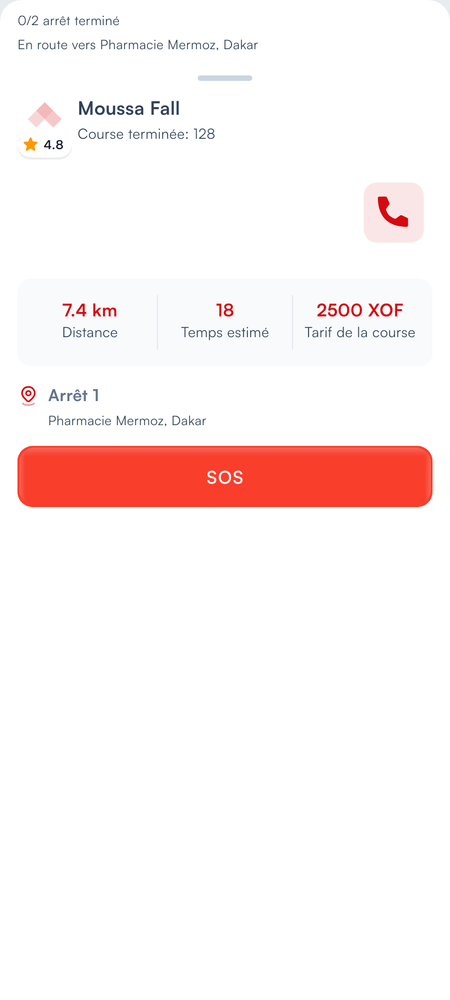 0/2 arrêt terminé
En route vers Pharmacie Mermoz, Dakar
Moussa Fall
Course terminée: 128
4.8
7.4 km
Distance
18
Temps estimé
2500 XOF
Tarif de la course
Arrêt 1
Pharmacie Mermoz, Dakar
SOS